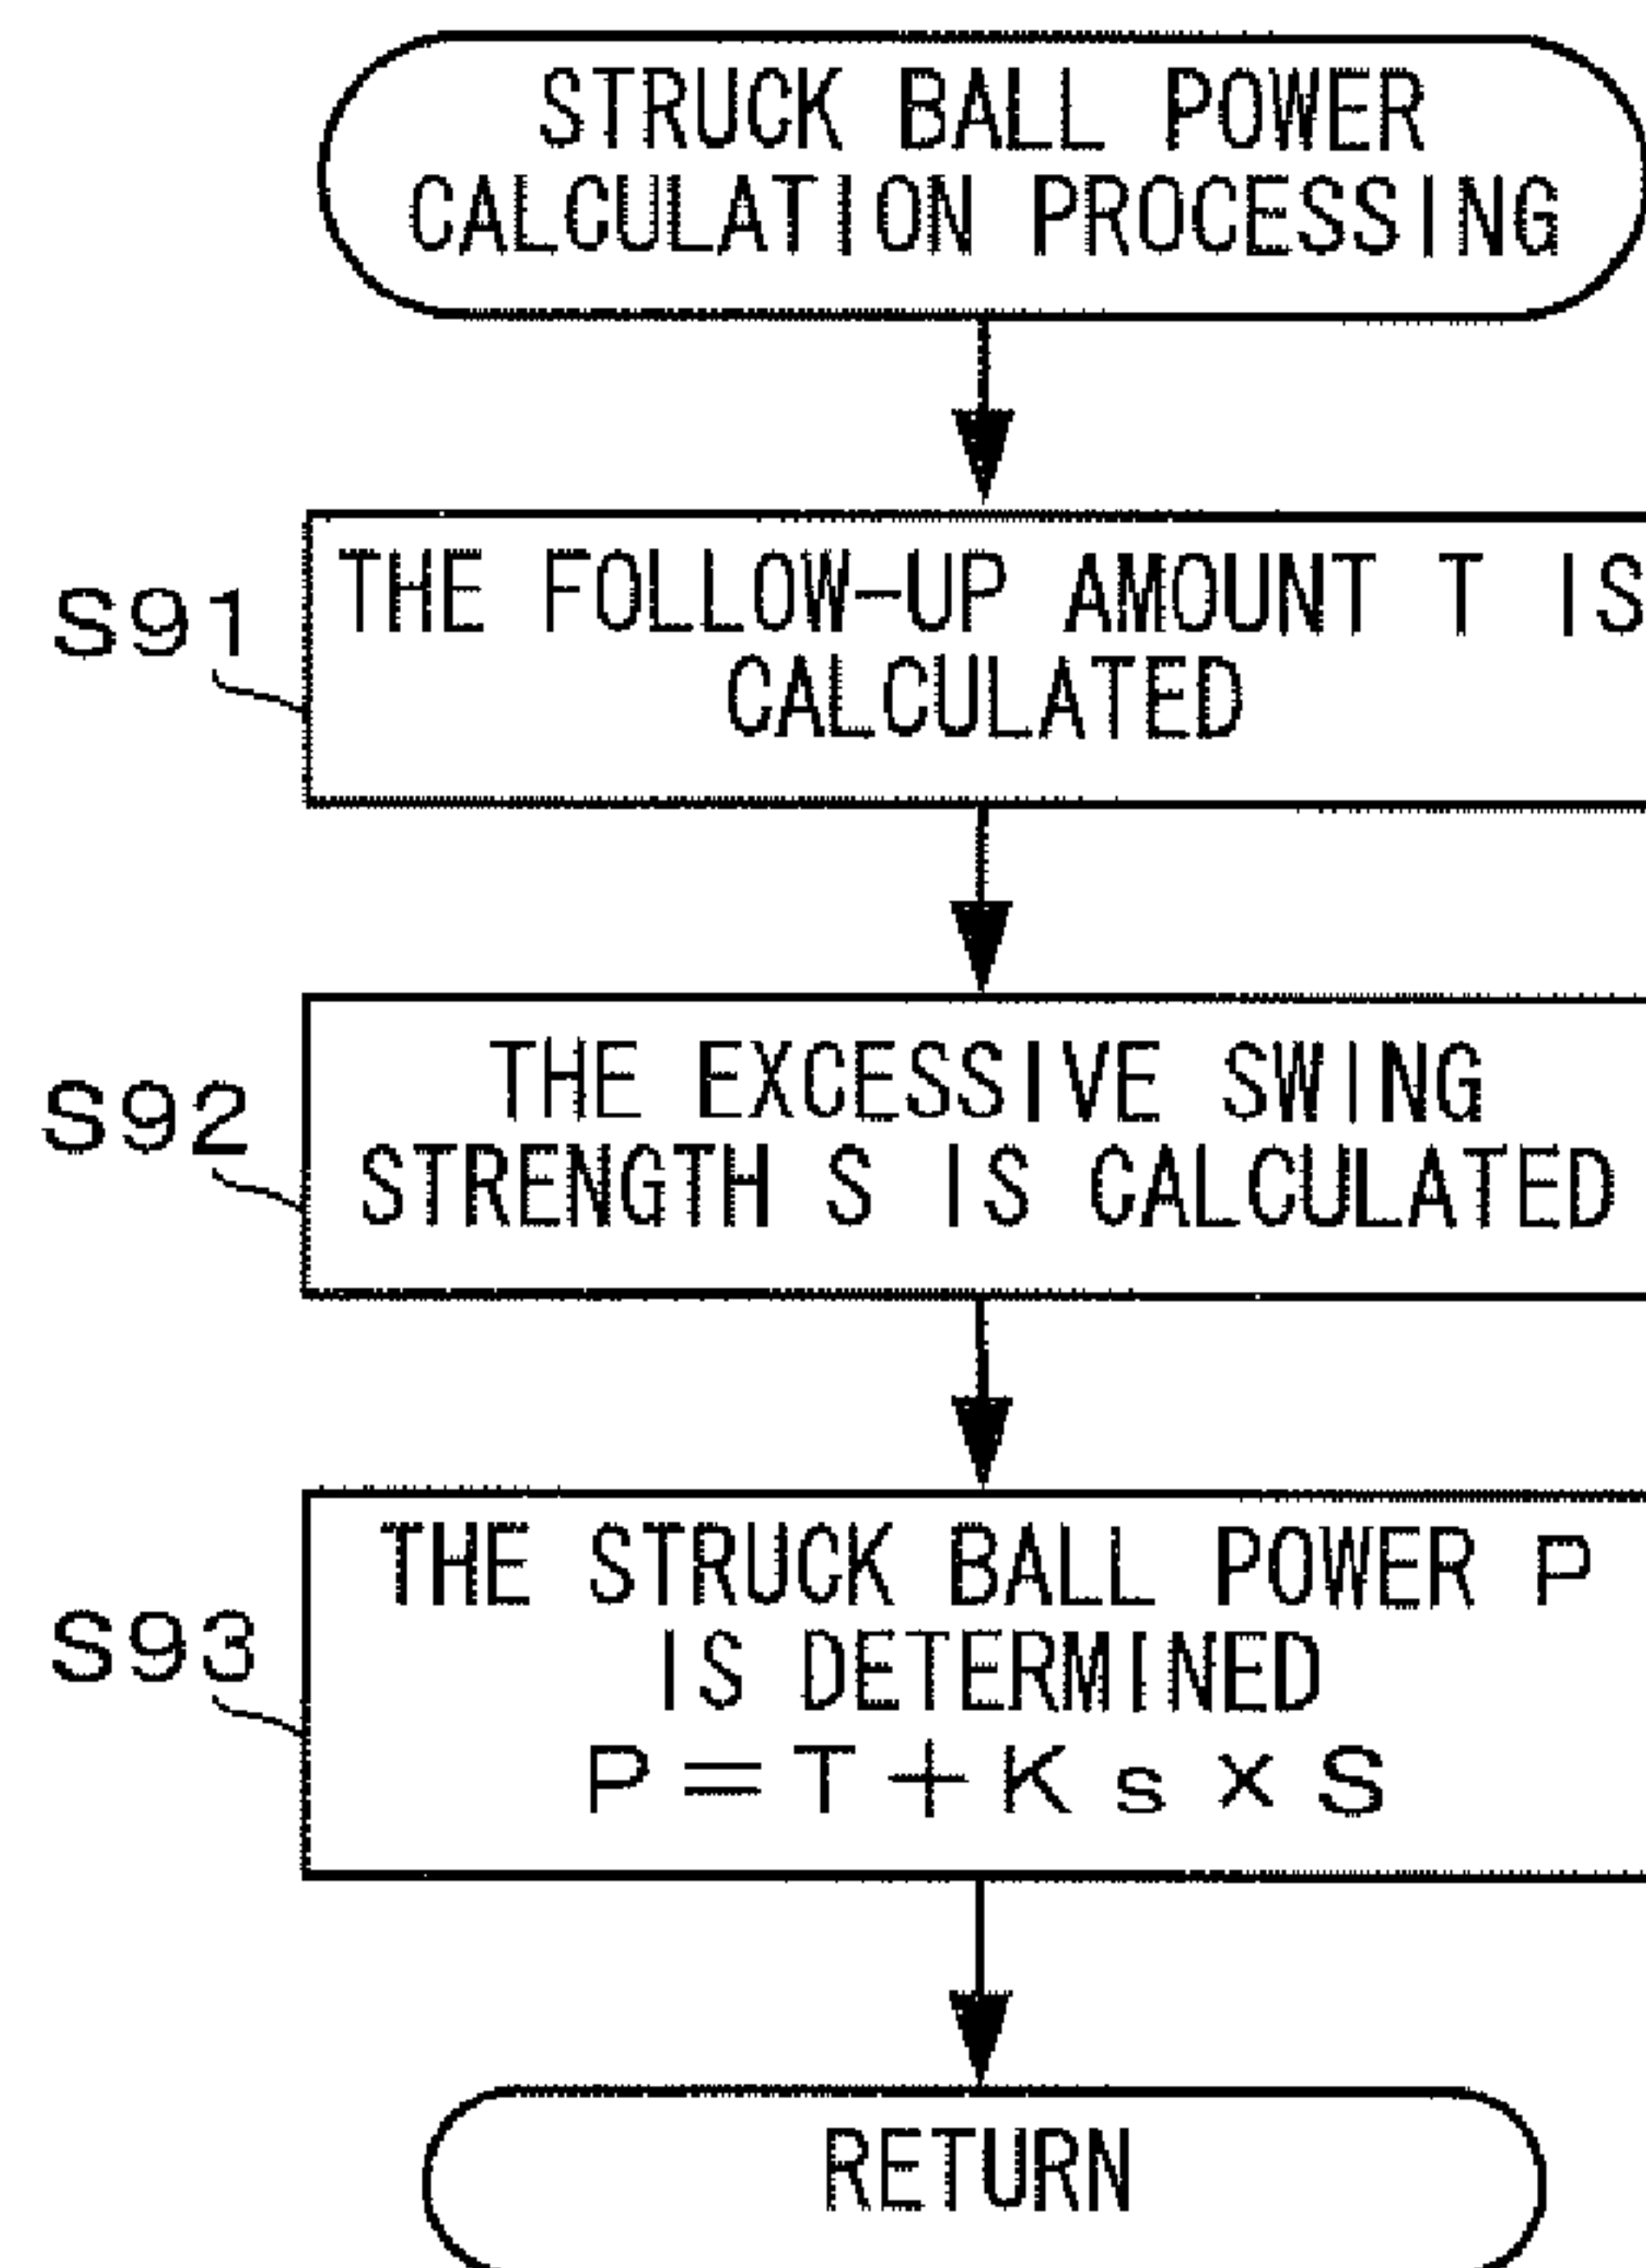 STRUCK BALL POWER
CALCULATION PROCESSING
S91
THE FOLLOW-UP AMOUNT T IS
CALCULATED
S92
THE EXCESSIVE SWING
STRENGTH S IS CALCULATED
S93
THE STRUCK BALL POWER P
IS DETERMINED
P=T+Ks×S
RETURN